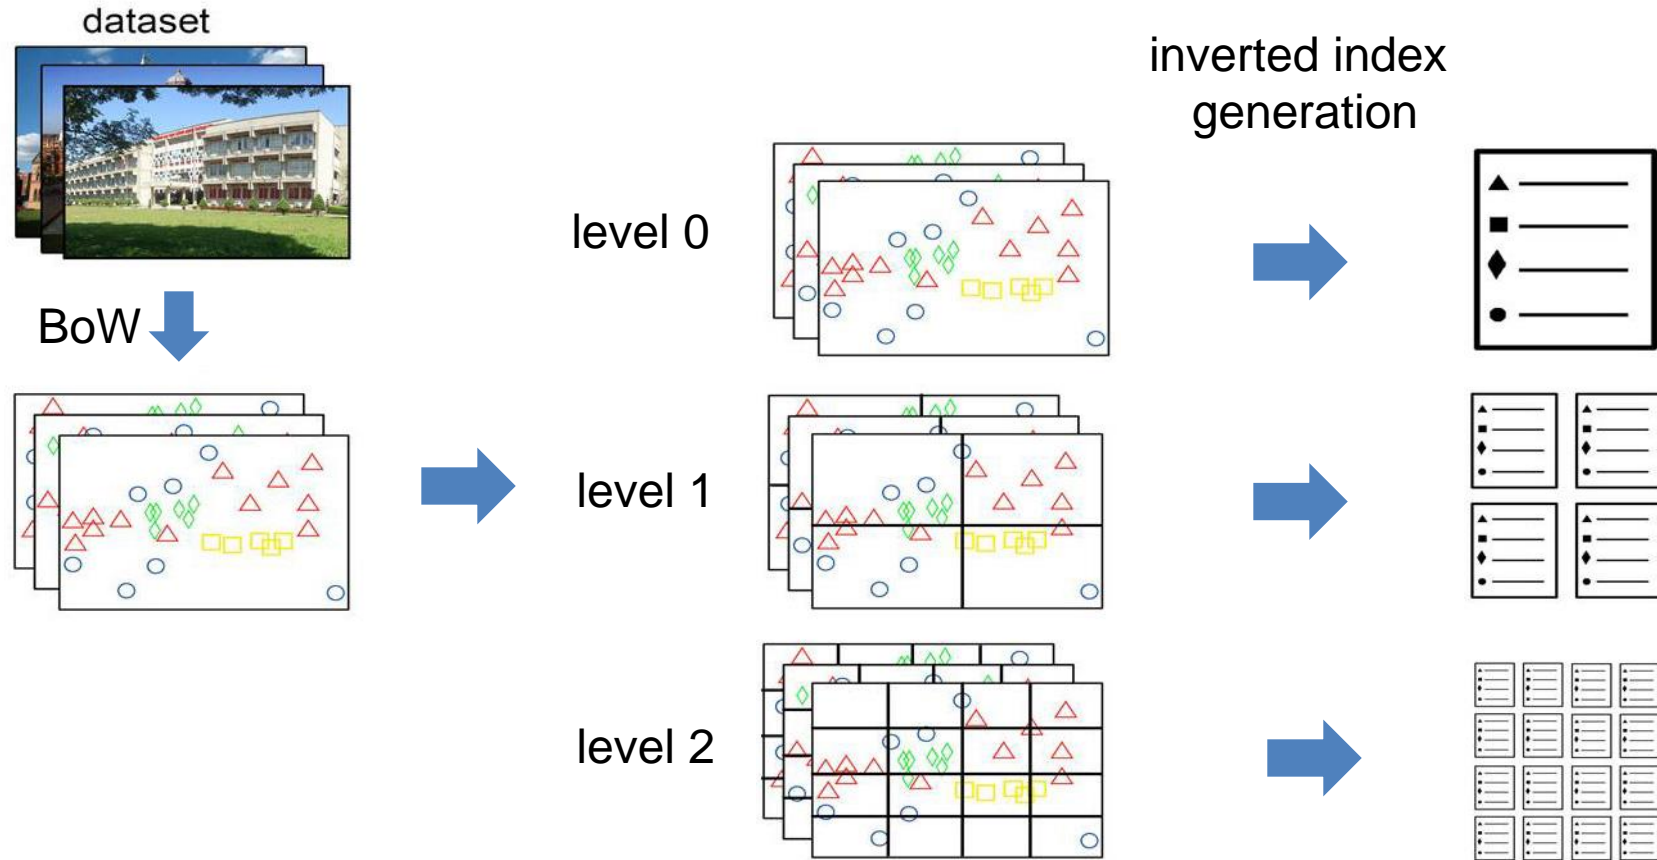 dataset
BoW
inverted index
generation
level 0
level 1
level 2